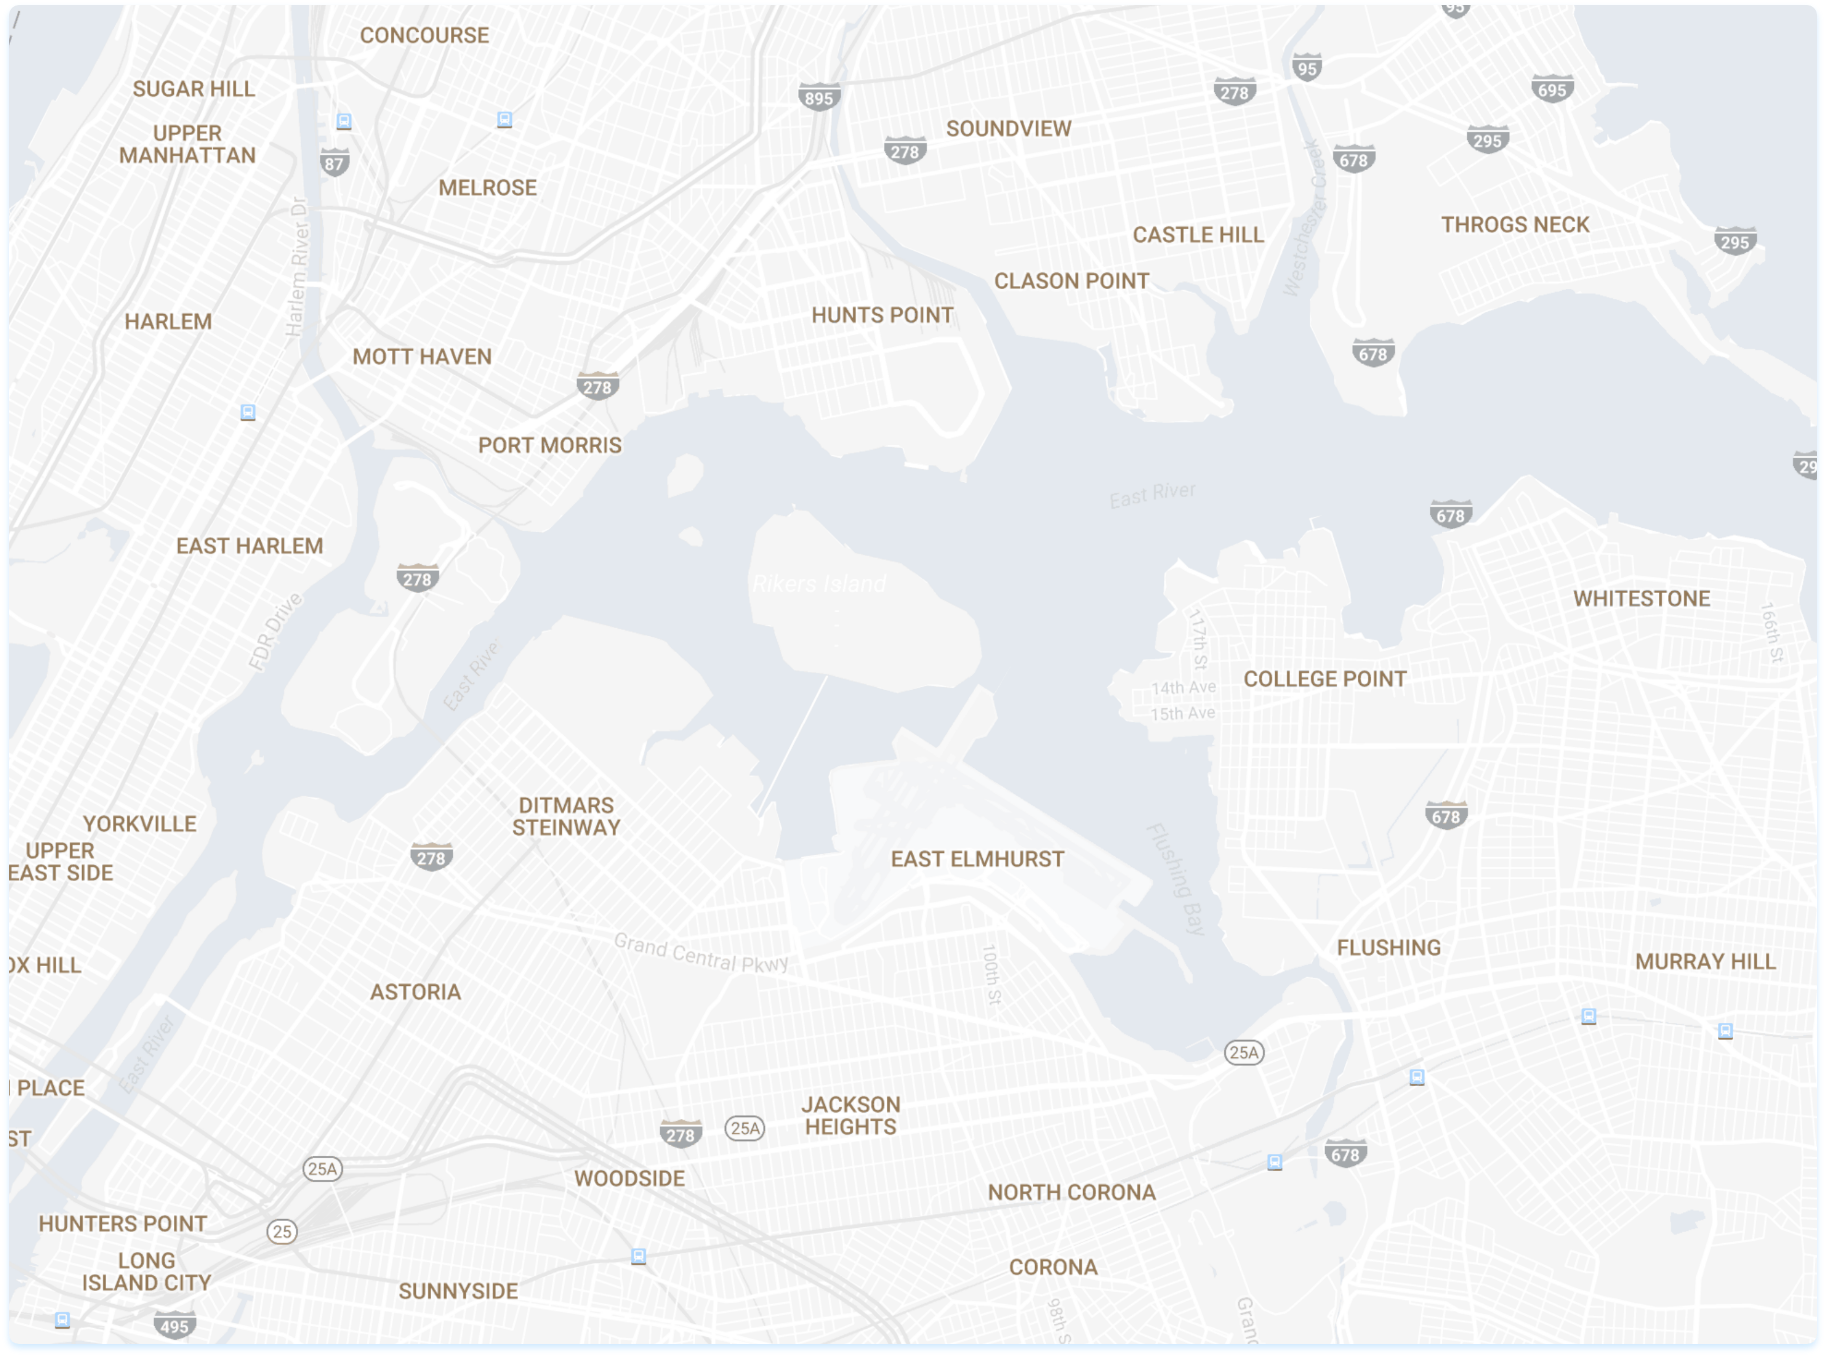 CONCOURSE
95
SUGAR HILL
95
278
695
895
UPPER
MANHATTAN
SOUNDVIEW
295
87
278
678
MELROSE
Westchester Creek
THROGS NECK
CASTLE HILL
295
Harlem River Dr
CLASON POINT
HARLEM
HUNTS POINT
MOTT HAVEN
678
278
PORT MORRIS
29
East River
678
EAST HARLEM
278
Rikers Island
WHITESTONE
FDR Drive
117th St
166th St
East Rive
COLLEGE POINT
14th Ave
15th Ave
DITMARS
STEINWAY
678
YORKVILLE
UPPER
EAST SIDE
278
EAST ELMHURST
Flushing Bay
Grand Central Pkwy
FLUSHING
OX HILL
MURRAY HILL
100th St
ASTORIA
East River
25A
PLACE
JACKSON
HEIGHTS
278
25A
ST
678
25A
WOODSIDE
NORTH CORONA
HUNTERS POINT
25
LONG
ISLAND CITY
CORONA
SUNNYSIDE
98th S
Granc
495